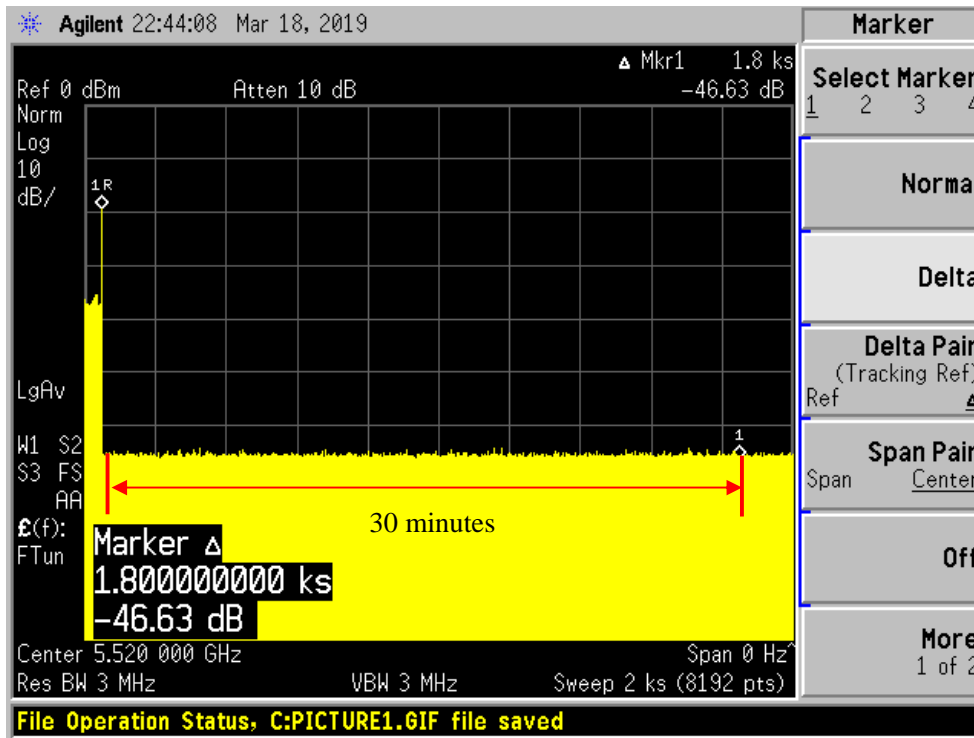 Agilent 22:44:08 Mar 18, 2019
Marker
Δ Mkr1 1.8 ks
Ref 0 dBm Atten 10 dB -46.63 dB
Norm
Log
10
dB/
1R
LgAv
W1 S2
S3 FS
AA
£(f):
FTun
1
30 minutes
Marker Δ
1.800000000 ks
-46.63 dB
Center 5.520 000 GHz Span 0 Hz^
Res BW 3 MHz VBW 3 MHz Sweep 2 ks (8192 pts)
File Operation Status, C:PICTURE1.GIF file saved
Select Marker
1 2 3 4
Norma
Delta
Delta Pair
(Tracking Ref)
Ref Δ
Span Pair
Span Center
Off
More
1 of 2